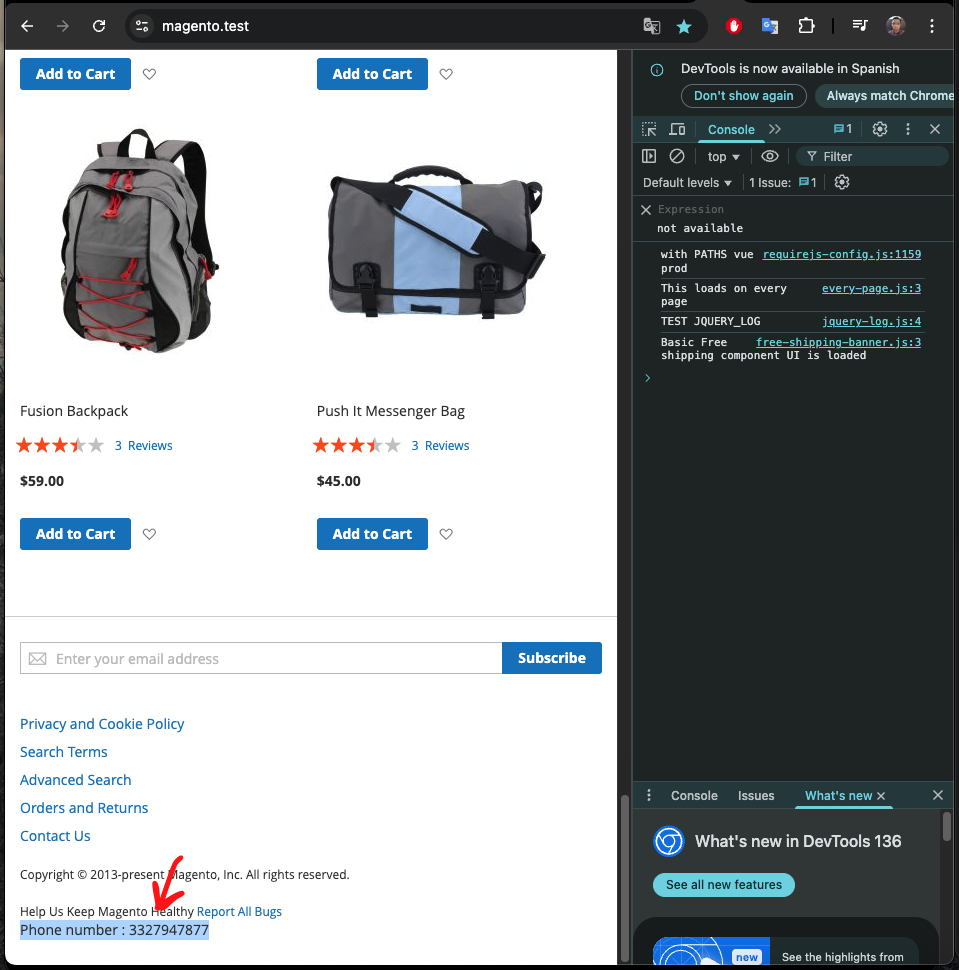 magento.test
Add to Cart
Add to Cart
Fusion Backpack
3 Reviews
$59.00
Add to Cart
Push It Messenger Bag
3 Reviews
$45.00
Add to Cart
Enter your email address
Subscribe
Privacy and Cookie Policy
Search Terms
Advanced Search
Orders and Returns
Contact Us
Copyright © 2013-present Magento, Inc. All rights reserved.
Help Us Keep Magento Healthy Report All Bugs
Phone number : 3327947877
DevTools is now available in Spanish
Don't show again
Always match Chrome
Console
1
top
Filter
Default levels
1 Issue:
1
Expression
not available
with PATHS vue requirejs-config.js:1159
prod
This loads on every every-page.js:3
page
TEST JQUERY_LOG jquery-log.js:4
Basic Free free-shipping-banner.js:3
shipping component UI is loaded
Console
Issues
What's new
What's new in DevTools 136
See all new features
new
See the highlights from